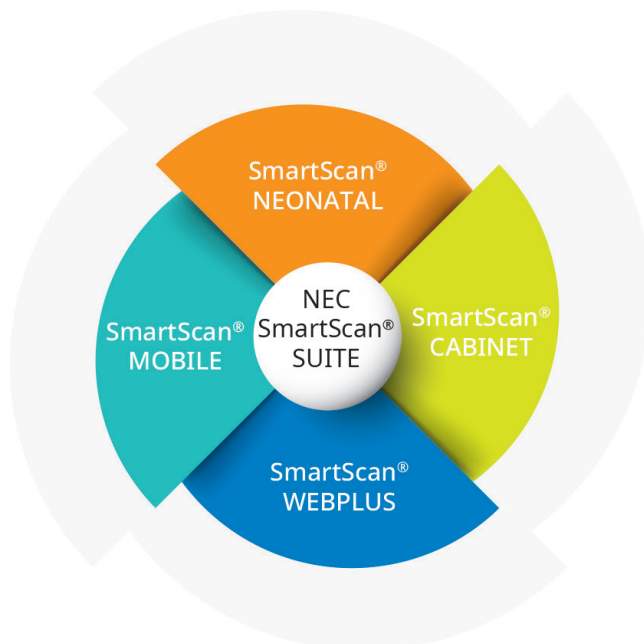 SmartScan®
NEONATAL
NEC
SmartScan®
SUITE
SmartScan®
CABINET
SmartScan®
MOBILE
SmartScan®
WEBPLUS